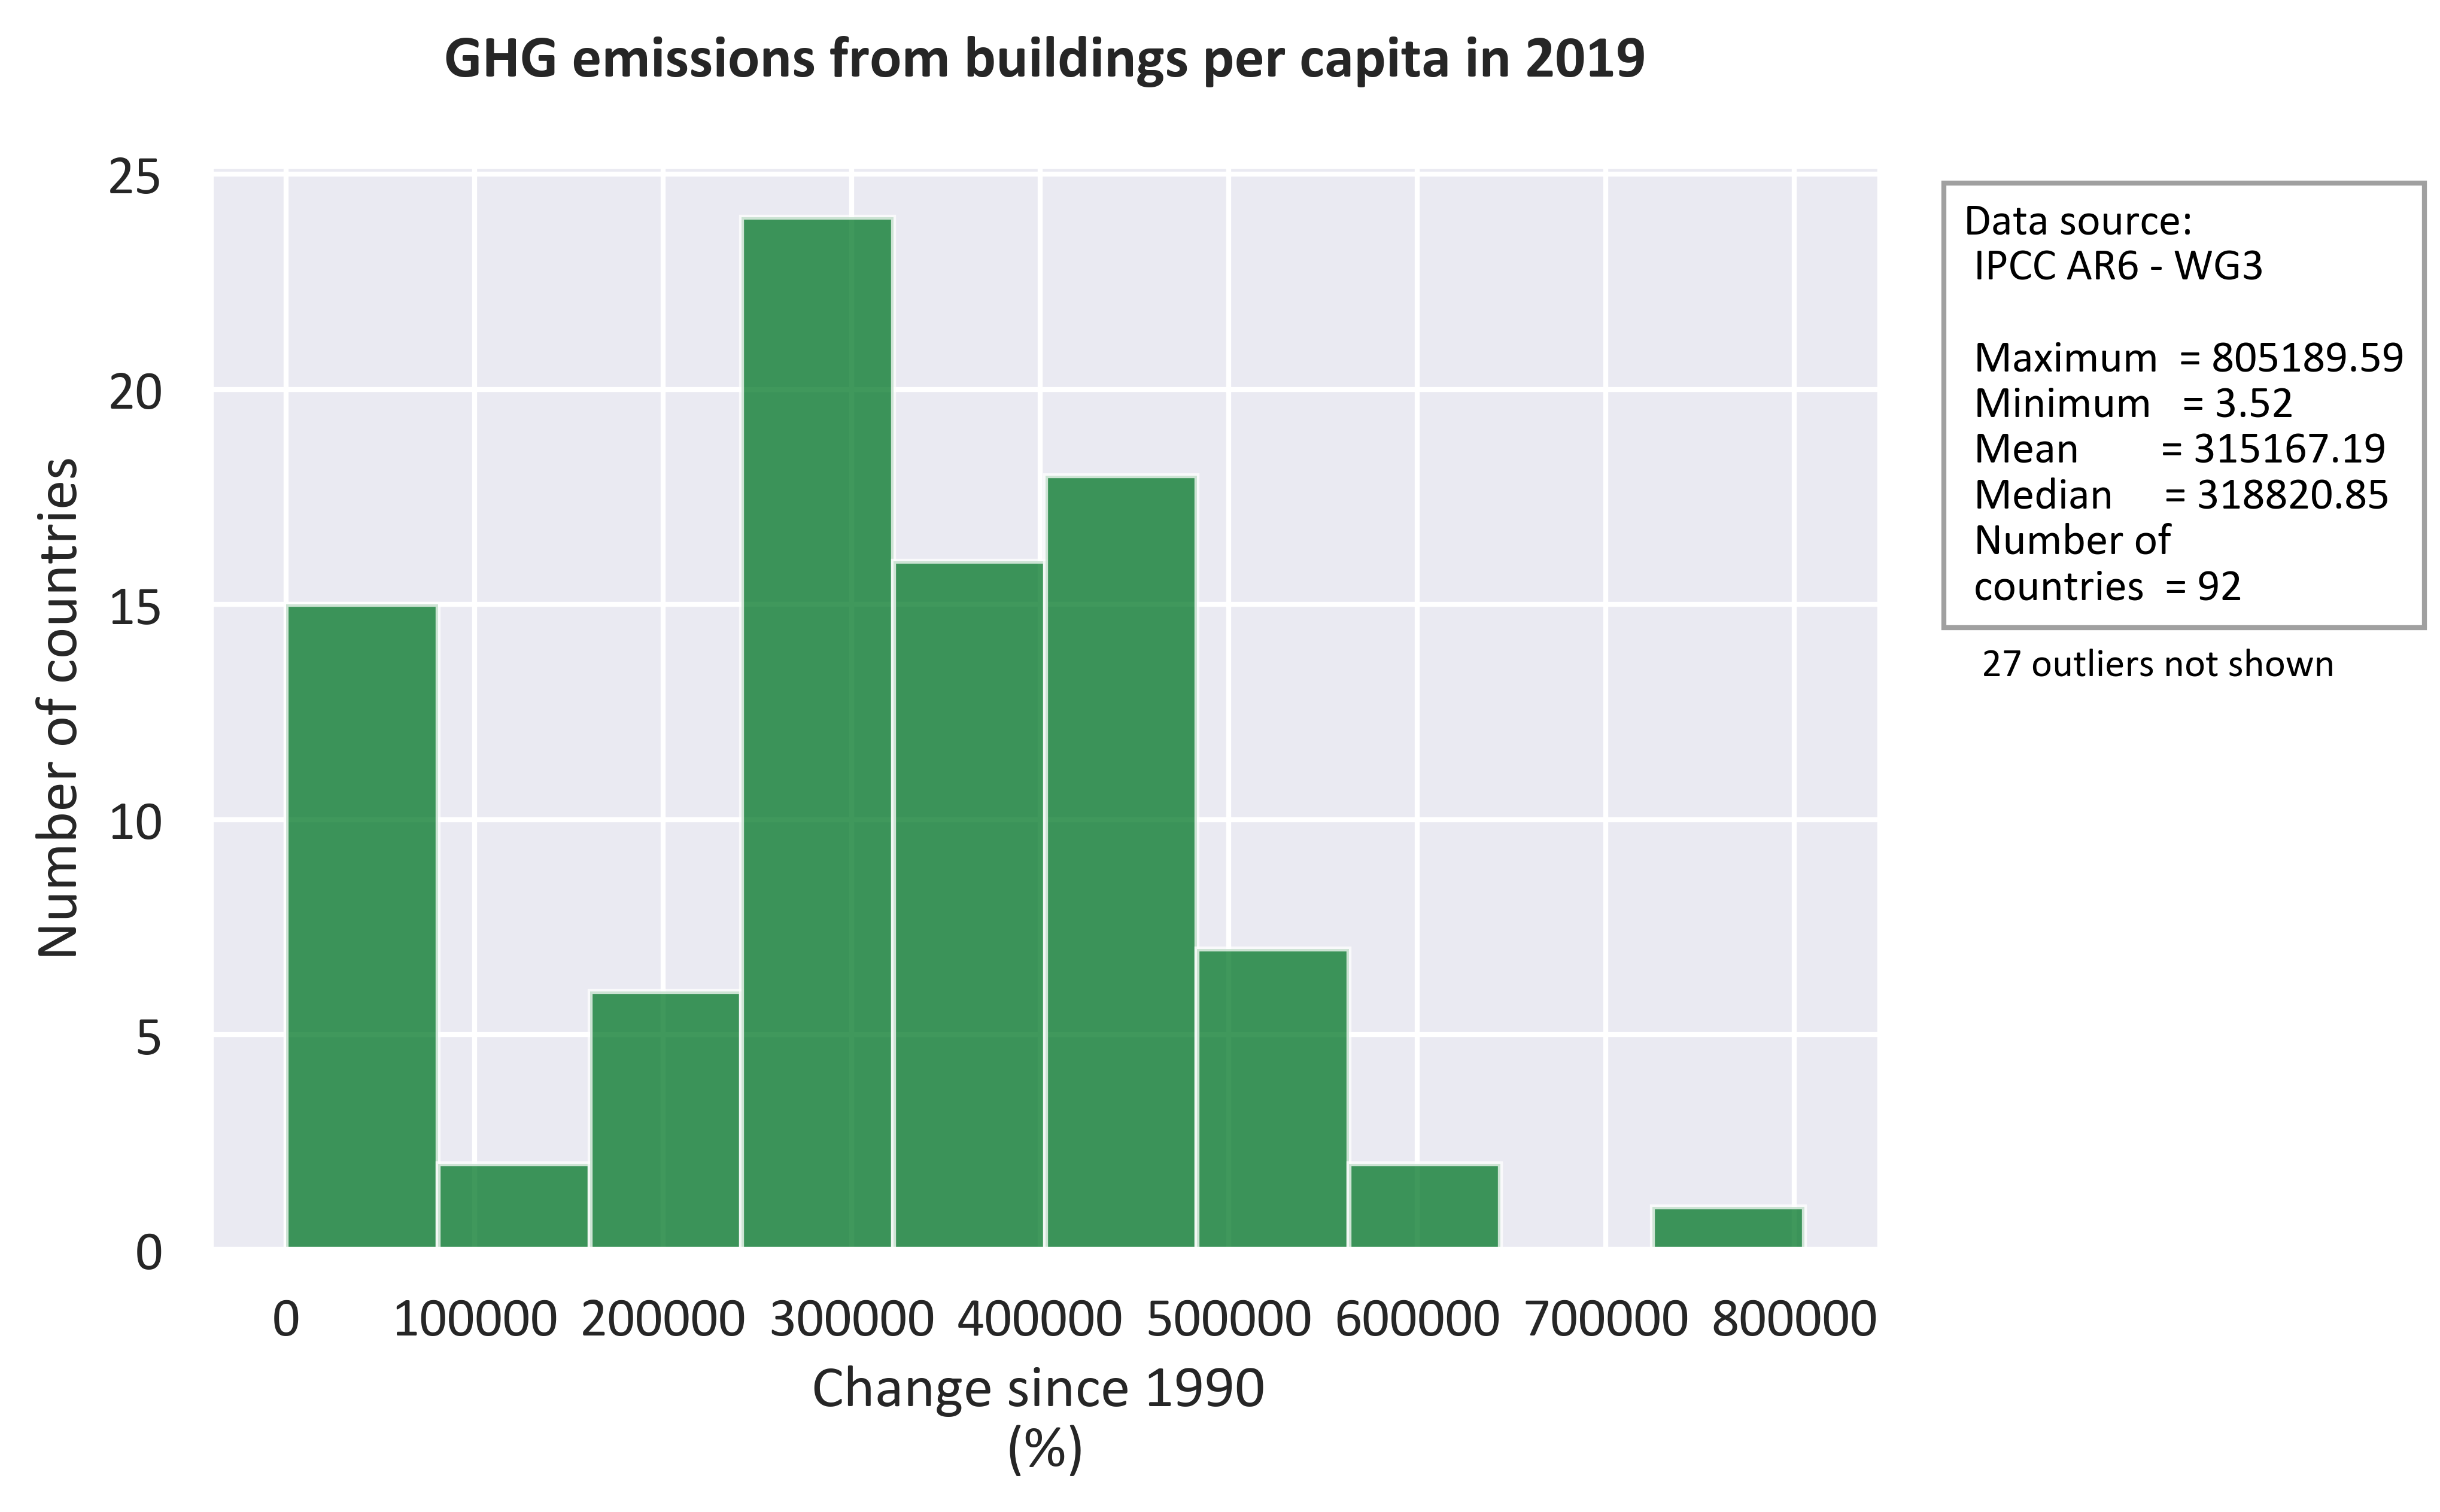 GHG emissions from buildings per capita in 2019
25
20
15
10
5
0
Number of countries
0 100000 200000 300000 400000 500000 600000 700000 800000
Change since 1990
(%)
Data source:
IPCC AR6 - WG3
Maximum = 805189.59
Minimum = 3.52
Mean = 315167.19
Median = 318820.85
Number of
countries = 92
27 outliers not shown